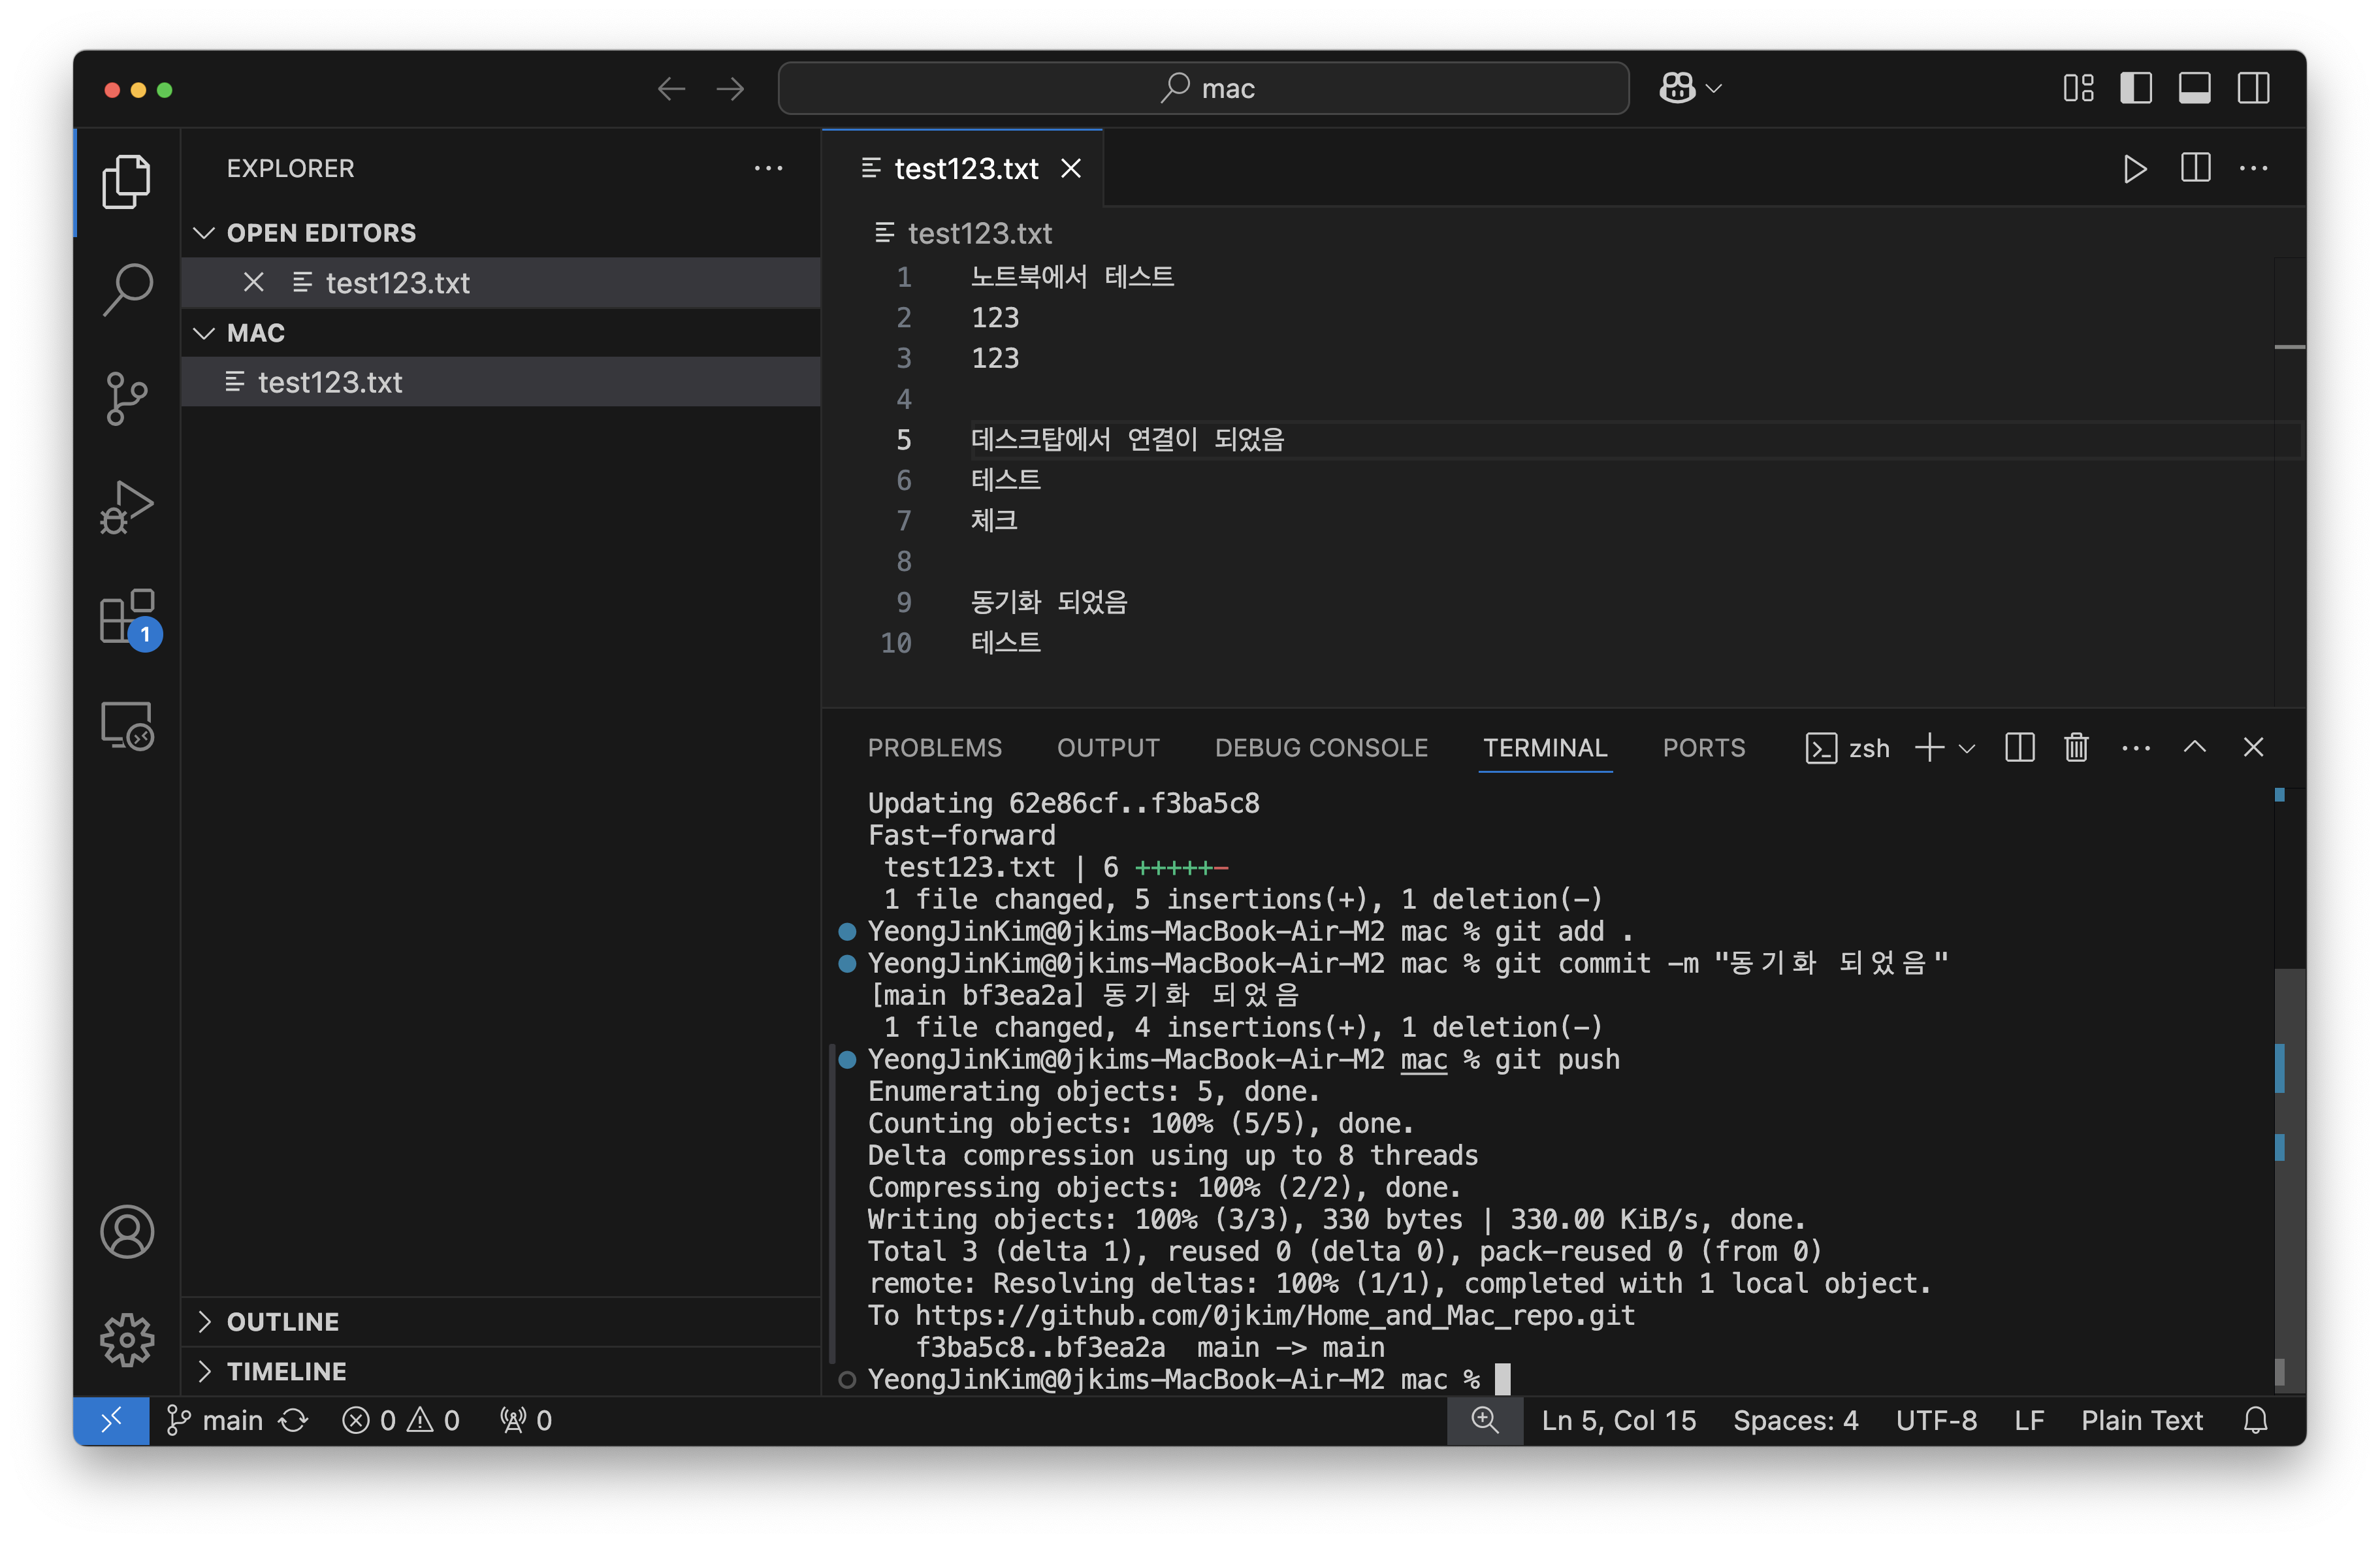 mac
EXPLORER
OPEN EDITORS
test123.txt
MAC
test123.txt
OUTLINE
TIMELINE
1
test123.txt
test123.txt
1 노트북에서 테스트
2 123
3 123
4
5 데스크탑에서 연결이 되었음
6 테스트
7 체크
8
9 동기화 되었음
10 테스트
PROBLEMS OUTPUT DEBUG CONSOLE TERMINAL PORTS zsh
Updating 62e86cf..f3ba5c8
Fast-forward
test123.txt | 6 +++++-
1 file changed, 5 insertions(+), 1 deletion(-)
YeongJinKim@0jkims-MacBook-Air-M2 mac % git add .
YeongJinKim@0jkims-MacBook-Air-M2 mac % git commit -m "동기화 되었음"
[main bf3ea2a] 동기화 되었음
1 file changed, 4 insertions(+), 1 deletion(-)
YeongJinKim@0jkims-MacBook-Air-M2 mac % git push
Enumerating objects: 5, done.
Counting objects: 100% (5/5), done.
Delta compression using up to 8 threads
Compressing objects: 100% (2/2), done.
Writing objects: 100% (3/3), 330 bytes | 330.00 KiB/s, done.
Total 3 (delta 1), reused 0 (delta 0), pack-reused 0 (from 0)
remote: Resolving deltas: 100% (1/1), completed with 1 local object.
To https://github.com/0jkim/Home_and_Mac_repo.git
f3ba5c8..bf3ea2a  main -> main
YeongJinKim@0jkims-MacBook-Air-M2 mac %
main 0 0 0 Ln 5, Col 15 Spaces: 4 UTF-8 LF Plain Text